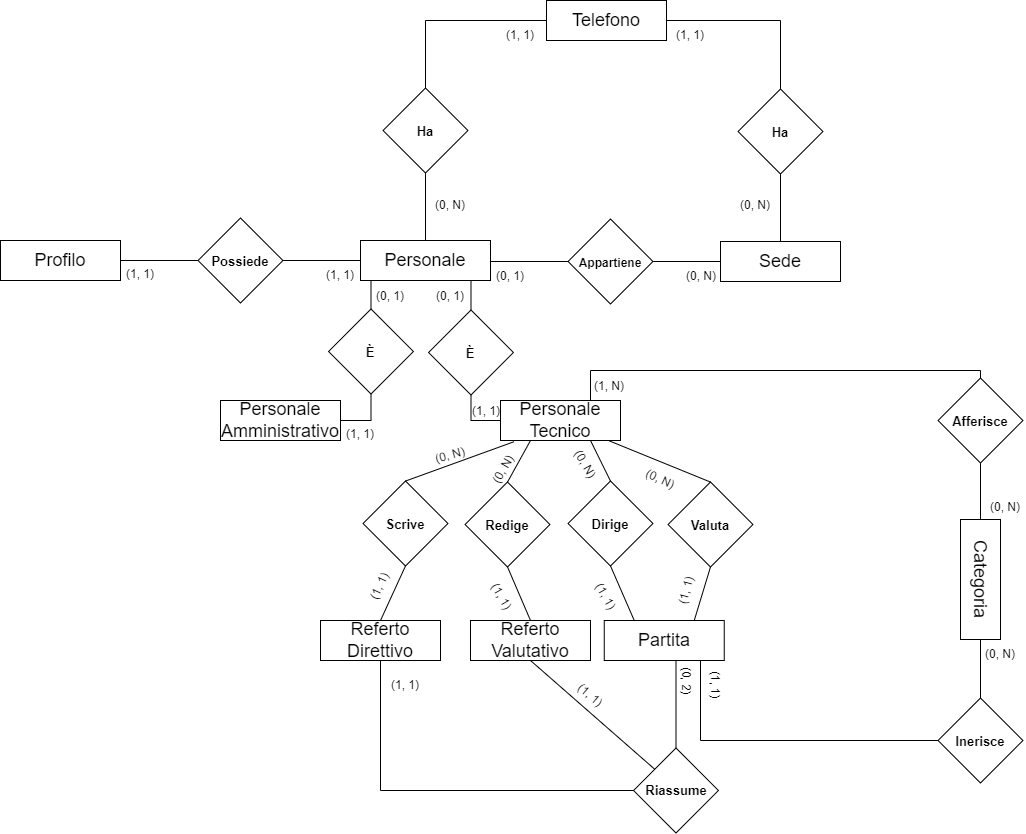 Telefono
(1, 1)
(1, 1)
Ha
Ha
(0, N)
(0, N)
Profilo
(1, 1)
Possiede
(1, 1)
Personale
(0, 1)
Appartiene
(0, N)
Sede
(0, 1)
(0, 1)
È
È
Personale
Amministrativo
(1, 1)
(1, 1)
Personale
Tecnico
(1, N)
Afferisce
(0, N)
(0, N)
(0, N)
(0, N)
Scrive
Redige
Dirige
Valuta
(0, N)
Categoria
(1, 1)
(1, 1)
(1, 1)
(1, 1)
Referto
Direttivo
Referto
Valutativo
Partita
(0, N)
(1, 1)
(1, 1)
(0, 2)
(1, 1)
Inerisce
Riassume